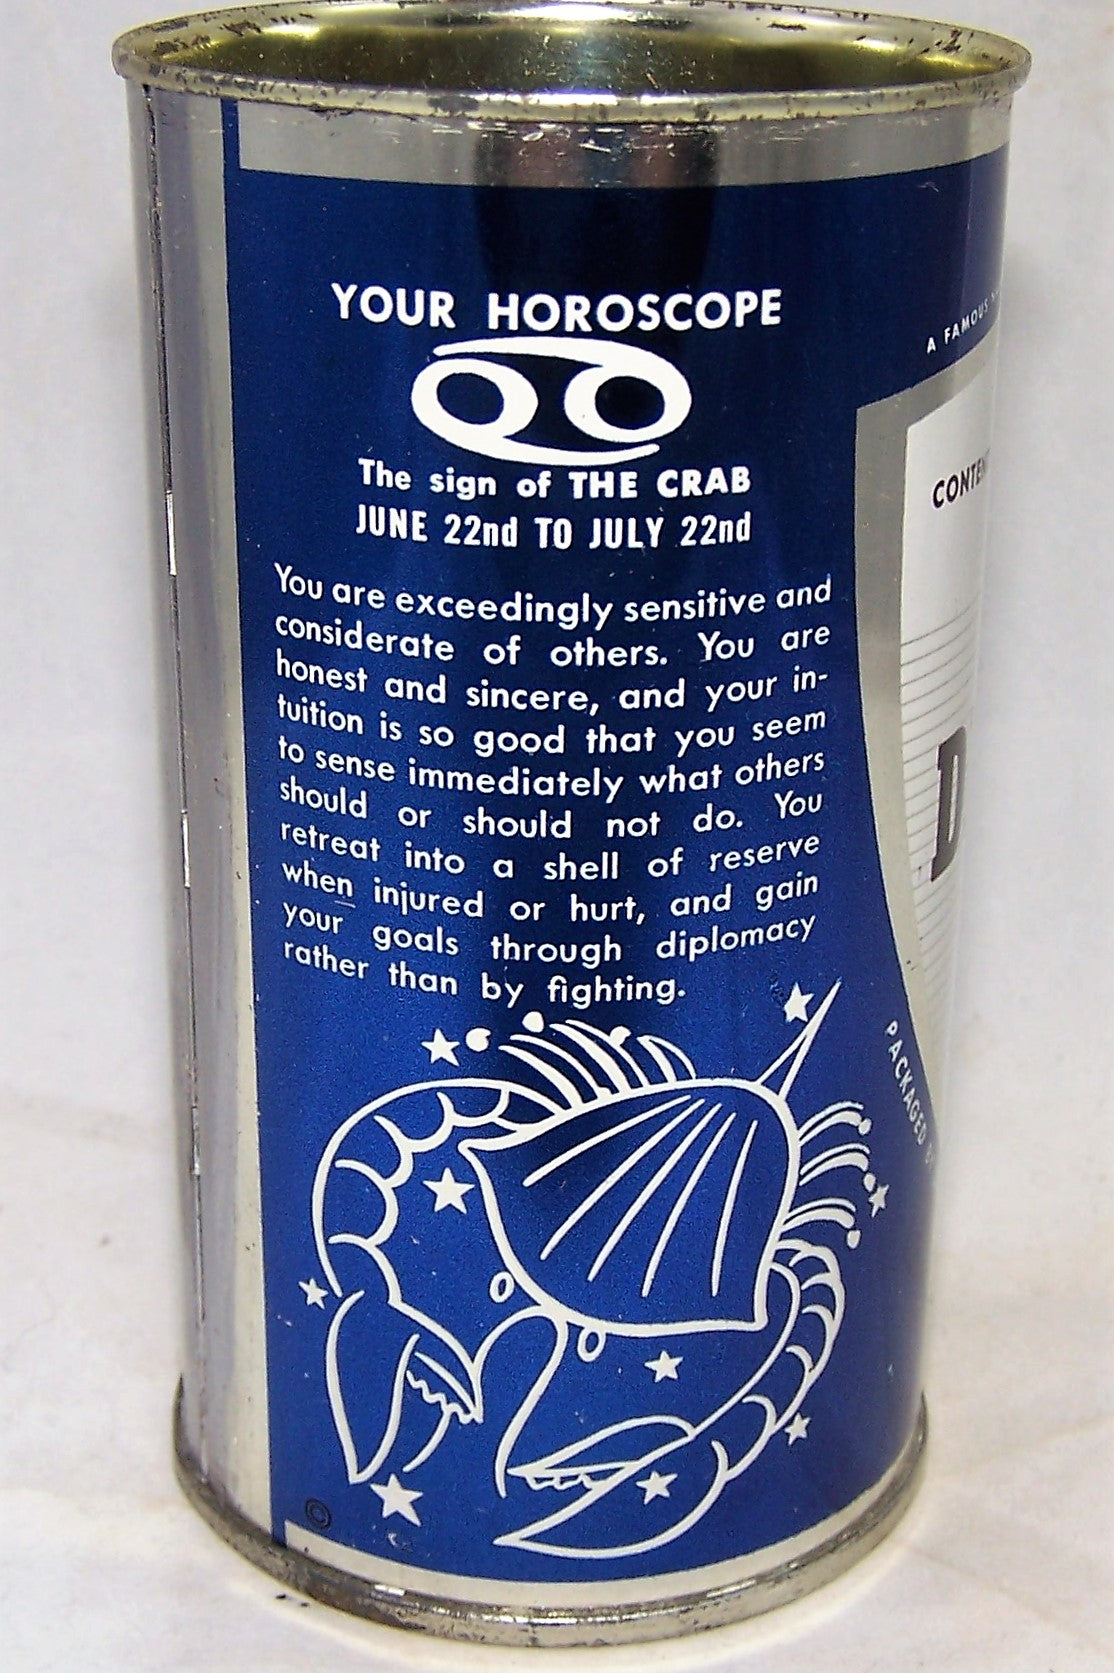 YOUR HOROSCOPE
The sign of THE CRAB
JUNE 22nd TO JULY 22nd
You are exceedingly sensitive and
considerate of others. You are
honest and sincere, and your in-
tuition is so good that you seem
to sense immediately what others
should or should not do. You
retreat into a shell of reserve
when injured or hurt, and gain
your goals through diplomacy
rather than by fighting.
©
A FAMOUS
D
PACKAGED